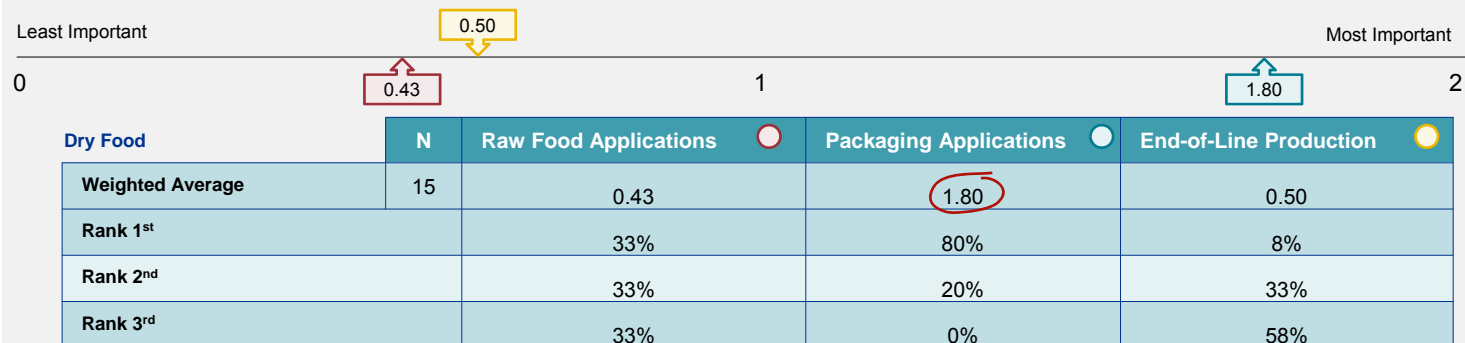 0.50
Least Important Most Important
0 0.43 1 1.80 2
Dry Food N Raw Food Applications Packaging Applications End-of-Line Production
Weighted Average 15 0.43 1.80 0.50
Rank 1st 33% 80% 8%
Rank 2nd 33% 20% 33%
Rank 3rd 33% 0% 58%